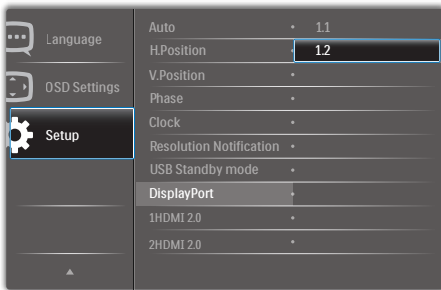 Language
OSD Settings
Setup
Auto
H.Position
V.Position
Phase
Clock
Resolution Notification
USB Standby mode
DisplayPort
1HDMI 2.0
2HDMI 2.0
1.1
1.2